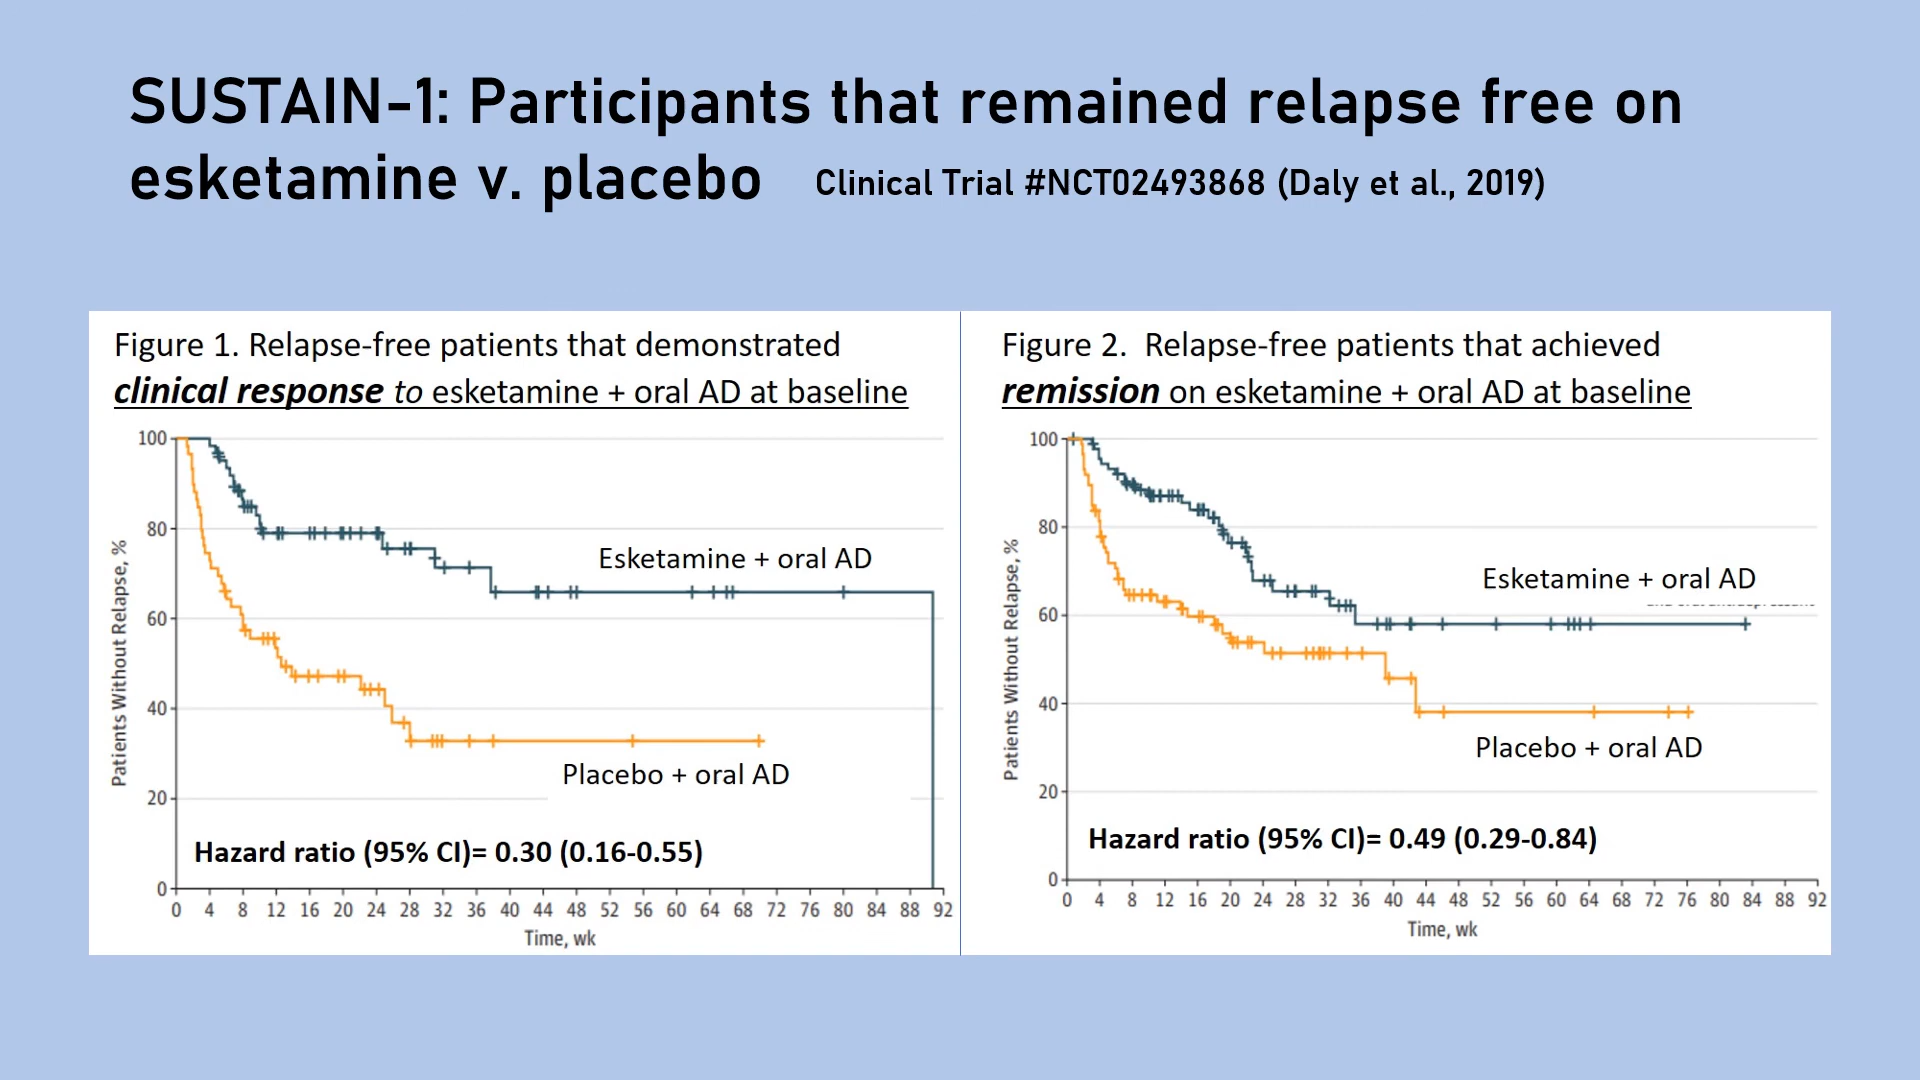 SUSTAIN-1: Participants that remained relapse free on
esketamine v. placebo Clinical Trial #NCT02493868 (Daly et al., 2019)
Figure 1. Relapse-free patients that demonstrated
clinical response to esketamine + oral AD at baseline
100
80
60
40
20
0
Patients Without Relapse, %
Esketamine + oral AD
Placebo + oral AD
Hazard ratio (95% CI)= 0.30 (0.16-0.55)
0 4 8 12 16 20 24 28 32 36 40 44 48 52 56 60 64 68 72 76 80 84 88 92
Time, wk
Figure 2. Relapse-free patients that achieved
remission on esketamine + oral AD at baseline
100
80
60
40
20
0
Patients Without Relapse, %
Esketamine + oral AD
Placebo + oral AD
Hazard ratio (95% CI)= 0.49 (0.29-0.84)
0 4 8 12 16 20 24 28 32 36 40 44 48 52 56 60 64 68 72 76 80 84 88 92
Time, wk